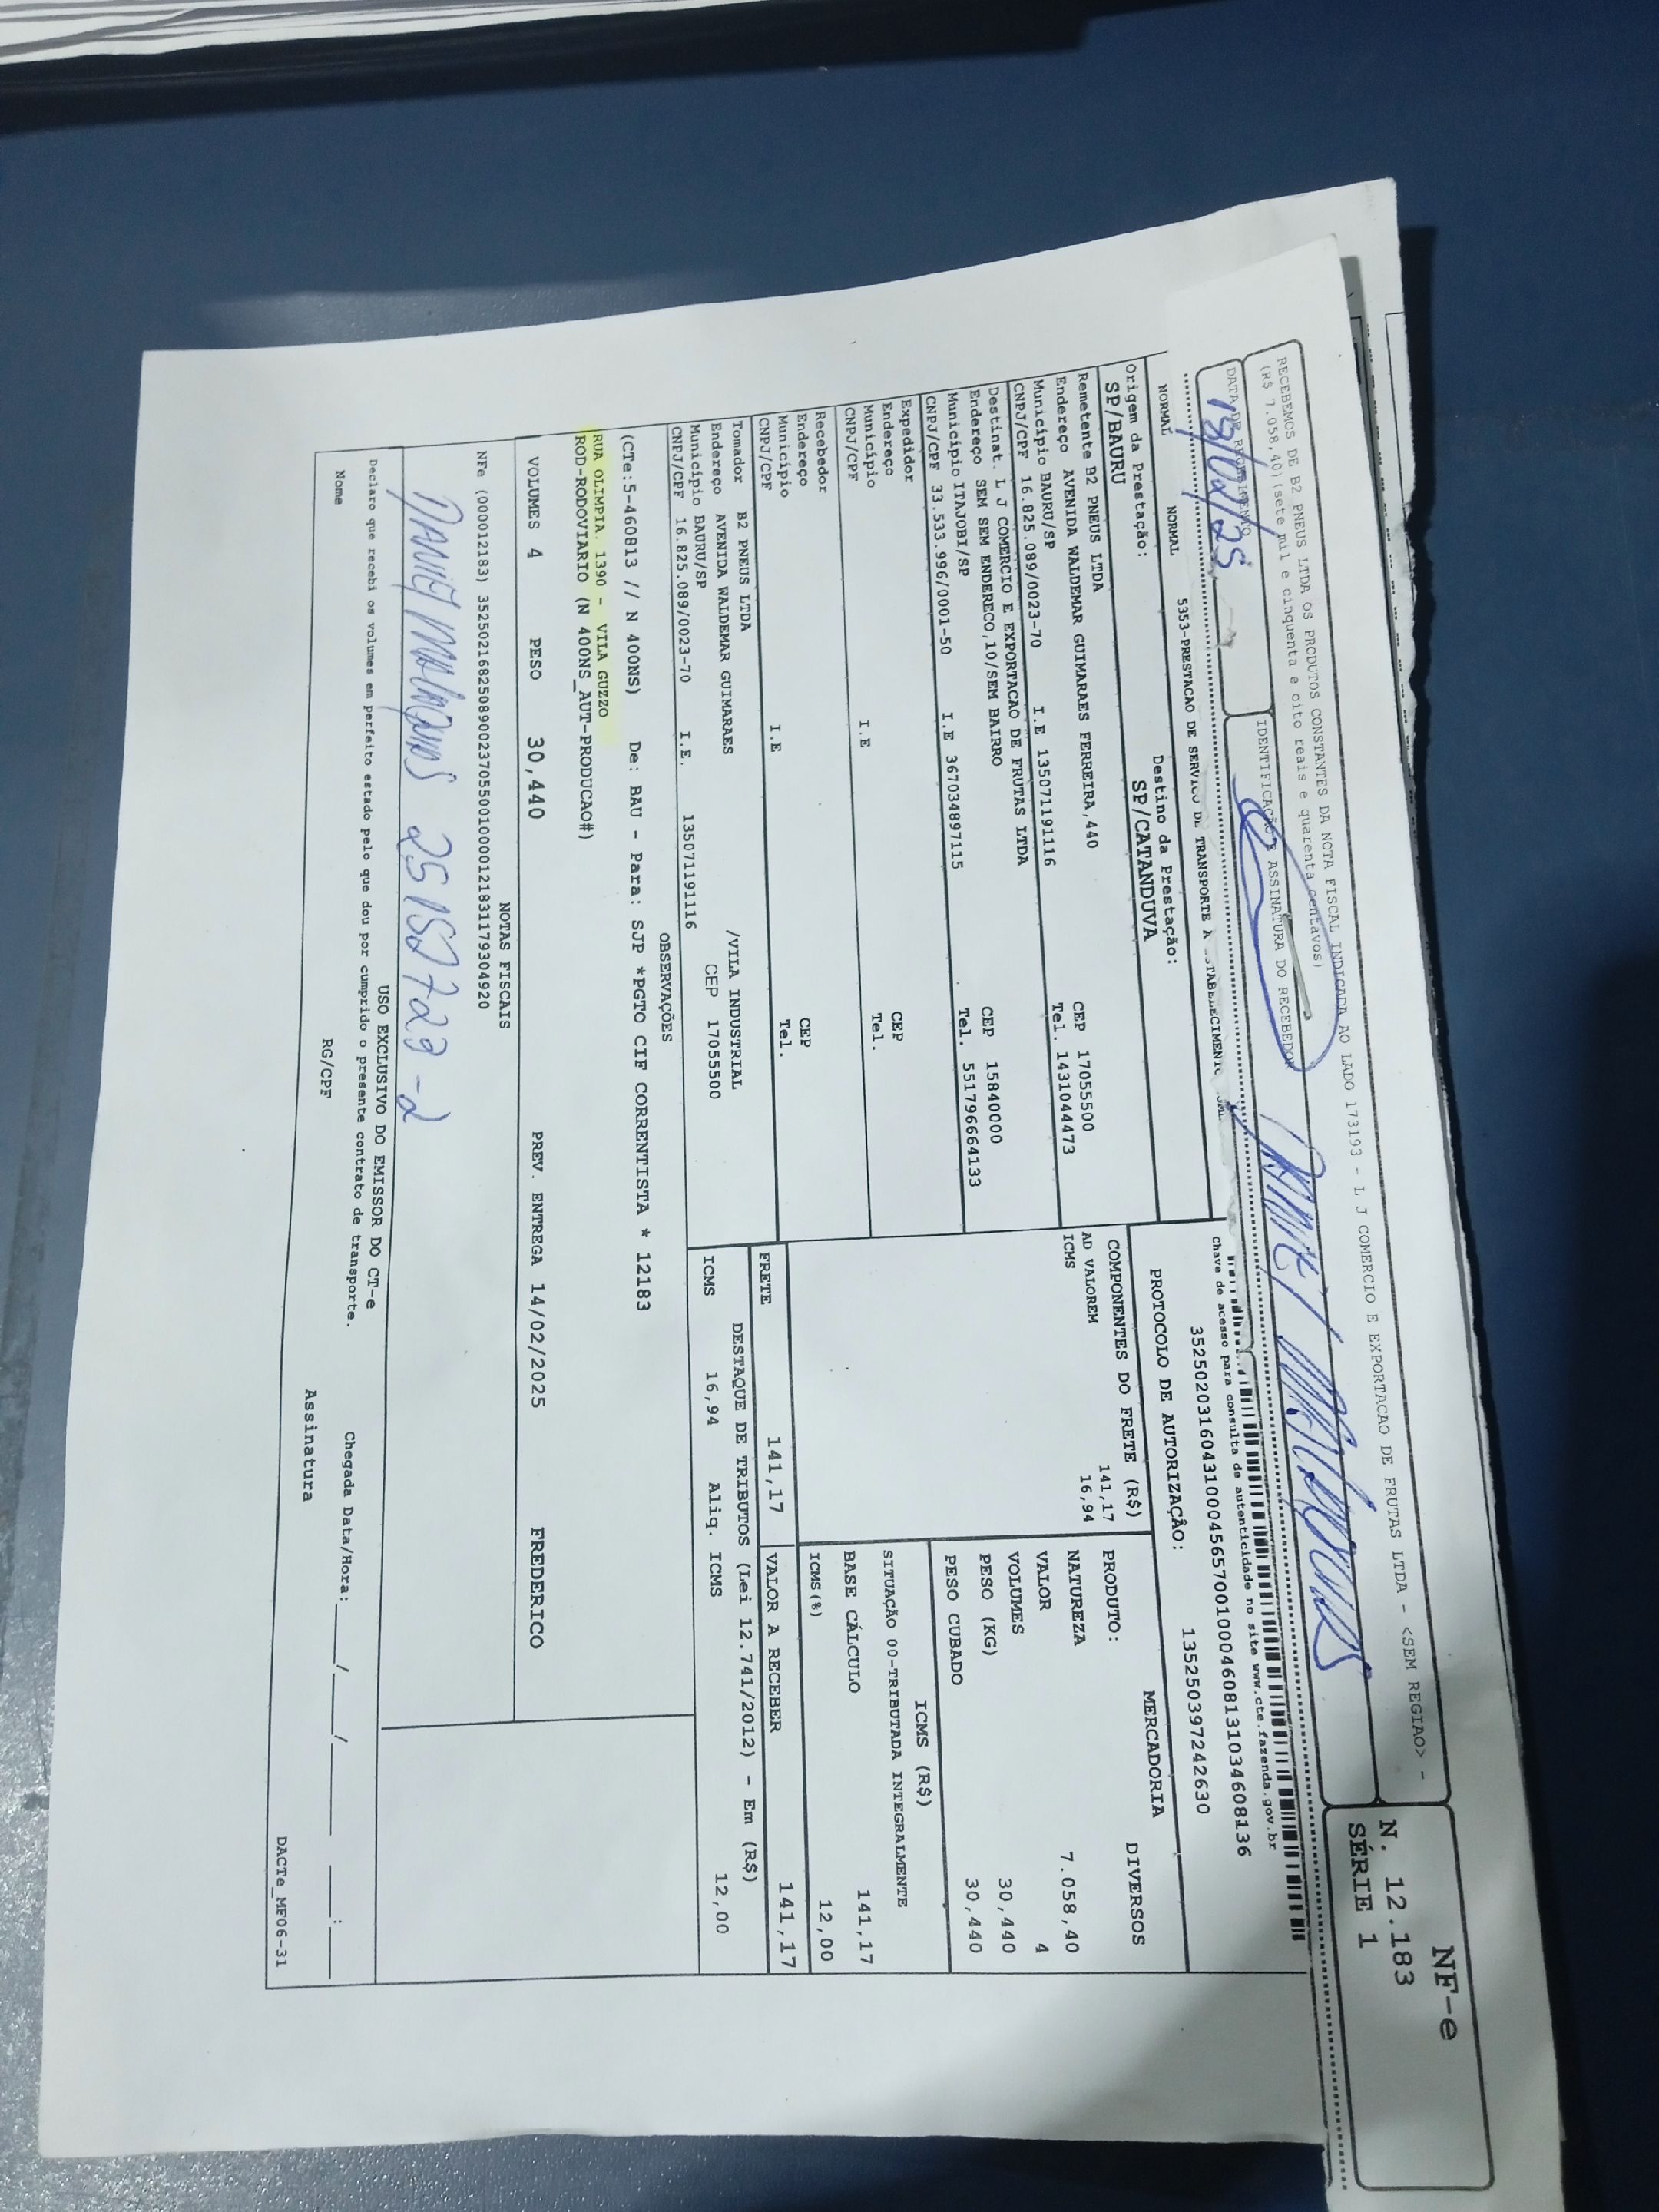 RECEBEMOS DE B2 PNEUS LTDA OS PRODUTOS CONSTANTES DA NOTA FISCAL INDICADA AO LADO 173193 - L J COMERCIO E EXPORTACAO DE FRUTAS LTDA - <SEM REGIAO> -
(R$ 7.058,40)(sete mil e cinquenta e oito reais e quarenta centavos)
NF-e
N. 12.183
SÉRIE 1
DATA DE RECEBIMENTO
13/02/25
IDENTIFICAÇÃO E ASSINATURA DO RECEBEDOR
NORMAL NORMAL 5353-PRESTACAO DE SERVICO DE TRANSPORTE A ESTABELECIMENTO
Chave de acesso para consulta de autenticidade no site www.cte.fazenda.gov.br
35250203160431000456570010004608131034608136
Origem da Prestação:
SP/BAURU
Destino da Prestação:
SP/CATANDUVA
PROTOCOLO DE AUTORIZAÇÃO: 135250397242630
Remetente B2 PNEUS LTDA
Endereço AVENIDA WALDEMAR GUIMARAES FERREIRA,440
Município BAURU/SP CEP 17055500
CNPJ/CPF 16.825.089/0023-70 I.E 135071191116 Tel. 1431044473
Destinat. L J COMERCIO E EXPORTACAO DE FRUTAS LTDA
Endereço SEM SEM ENDERECO,10/SEM BAIRRO
Município ITAJOBI/SP CEP 15840000
CNPJ/CPF 33.533.996/0001-50 I.E 367034897115 Tel. 5517966664133
Expedidor
Endereço
Município CEP
CNPJ/CPF I.E Tel.
Recebedor
Endereço
Município CEP
CNPJ/CPF I.E Tel.
Tomador B2 PNEUS LTDA
Endereço AVENIDA WALDEMAR GUIMARAES /VILA INDUSTRIAL
Município BAURU/SP CEP 17055500
CNPJ/CPF 16.825.089/0023-70 I.E. 135071191116
COMPONENTES DO FRETE (R$)
AD VALOREM 141,17
ICMS 16,94
MERCADORIA
PRODUTO: DIVERSOS
NATUREZA
VALOR 7.058,40
VOLUMES 4
PESO (KG) 30,440
PESO CUBADO 30,440
ICMS (R$)
SITUAÇÃO 00-TRIBUTADA INTEGRALMENTE
BASE CÁLCULO 141,17
ICMS(%) 12,00
FRETE 141,17 VALOR A RECEBER 141,17
DESTAQUE DE TRIBUTOS (Lei 12.741/2012) - Em (R$)
ICMS 16,94 Aliq. ICMS 12,00
OBSERVAÇÕES
(CTe:5-460813 // N 400NS) De: BAU - Para: SJP *PGTO CIF CORRENTISTA * 12183
RUA OLIMPIA. 1390 - VILA GUZZO
ROD-RODOVIARIO (N 400NS_AUT-PRODUCAO#)
VOLUMES 4 PESO 30,440 PREV. ENTREGA 14/02/2025 FREDERICO
NOTAS FISCAIS
NFe (000012183) 35250216825089002370550010000121831179304920
25 152 723 -2
USO EXCLUSIVO DO EMISSOR DO CT-e
Declaro que recebi os volumes em perfeito estado pelo que dou por cumprido o presente contrato de transporte.
Nome RG/CPF Assinatura Chegada Data/Hora:____/____/____ ___:___
DACTe_MF06-31